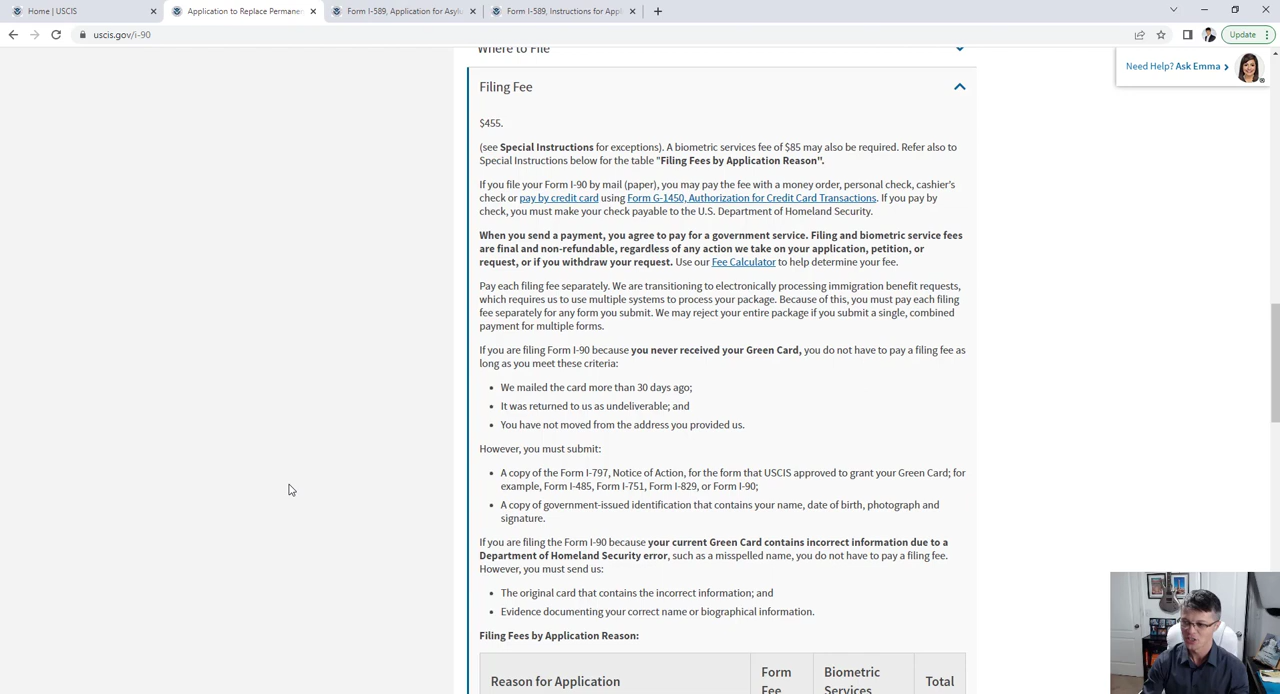 Home | USCIS
Application to Replace Permanen
Form I-589, Application for Asylu
Form I-589, Instructions for Appl
uscis.gov/i-90
Update
Need Help? Ask Emma
Where to File
Filing Fee
$455.
(see Special Instructions for exceptions). A biometric services fee of $85 may also be required. Refer also to
Special Instructions below for the table "Filing Fees by Application Reason".
If you file your Form I-90 by mail (paper), you may pay the fee with a money order, personal check, cashier's
check or pay by credit card using Form G-1450, Authorization for Credit Card Transactions. If you pay by
check, you must make your check payable to the U.S. Department of Homeland Security.
When you send a payment, you agree to pay for a government service. Filing and biometric service fees
are final and non-refundable, regardless of any action we take on your application, petition, or
request, or if you withdraw your request. Use our Fee Calculator to help determine your fee.
Pay each filing fee separately. We are transitioning to electronically processing immigration benefit requests,
which requires us to use multiple systems to process your package. Because of this, you must pay each filing
fee separately for any form you submit. We may reject your entire package if you submit a single, combined
payment for multiple forms.
If you are filing Form I-90 because you never received your Green Card, you do not have to pay a filing fee as
long as you meet these criteria:
• We mailed the card more than 30 days ago;
• It was returned to us as undeliverable; and
• You have not moved from the address you provided us.
However, you must submit:
• A copy of the Form I-797, Notice of Action, for the form that USCIS approved to grant your Green Card; for
example, Form I-485, Form I-751, Form I-829, or Form I-90;
• A copy of government-issued identification that contains your name, date of birth, photograph and
signature.
If you are filing the Form I-90 because your current Green Card contains incorrect information due to a
Department of Homeland Security error, such as a misspelled name, you do not have to pay a filing fee.
However, you must send us:
• The original card that contains the incorrect information; and
• Evidence documenting your correct name or biographical information.
Filing Fees by Application Reason:
Reason for Application
Form
Fee
Biometric
Services
Total